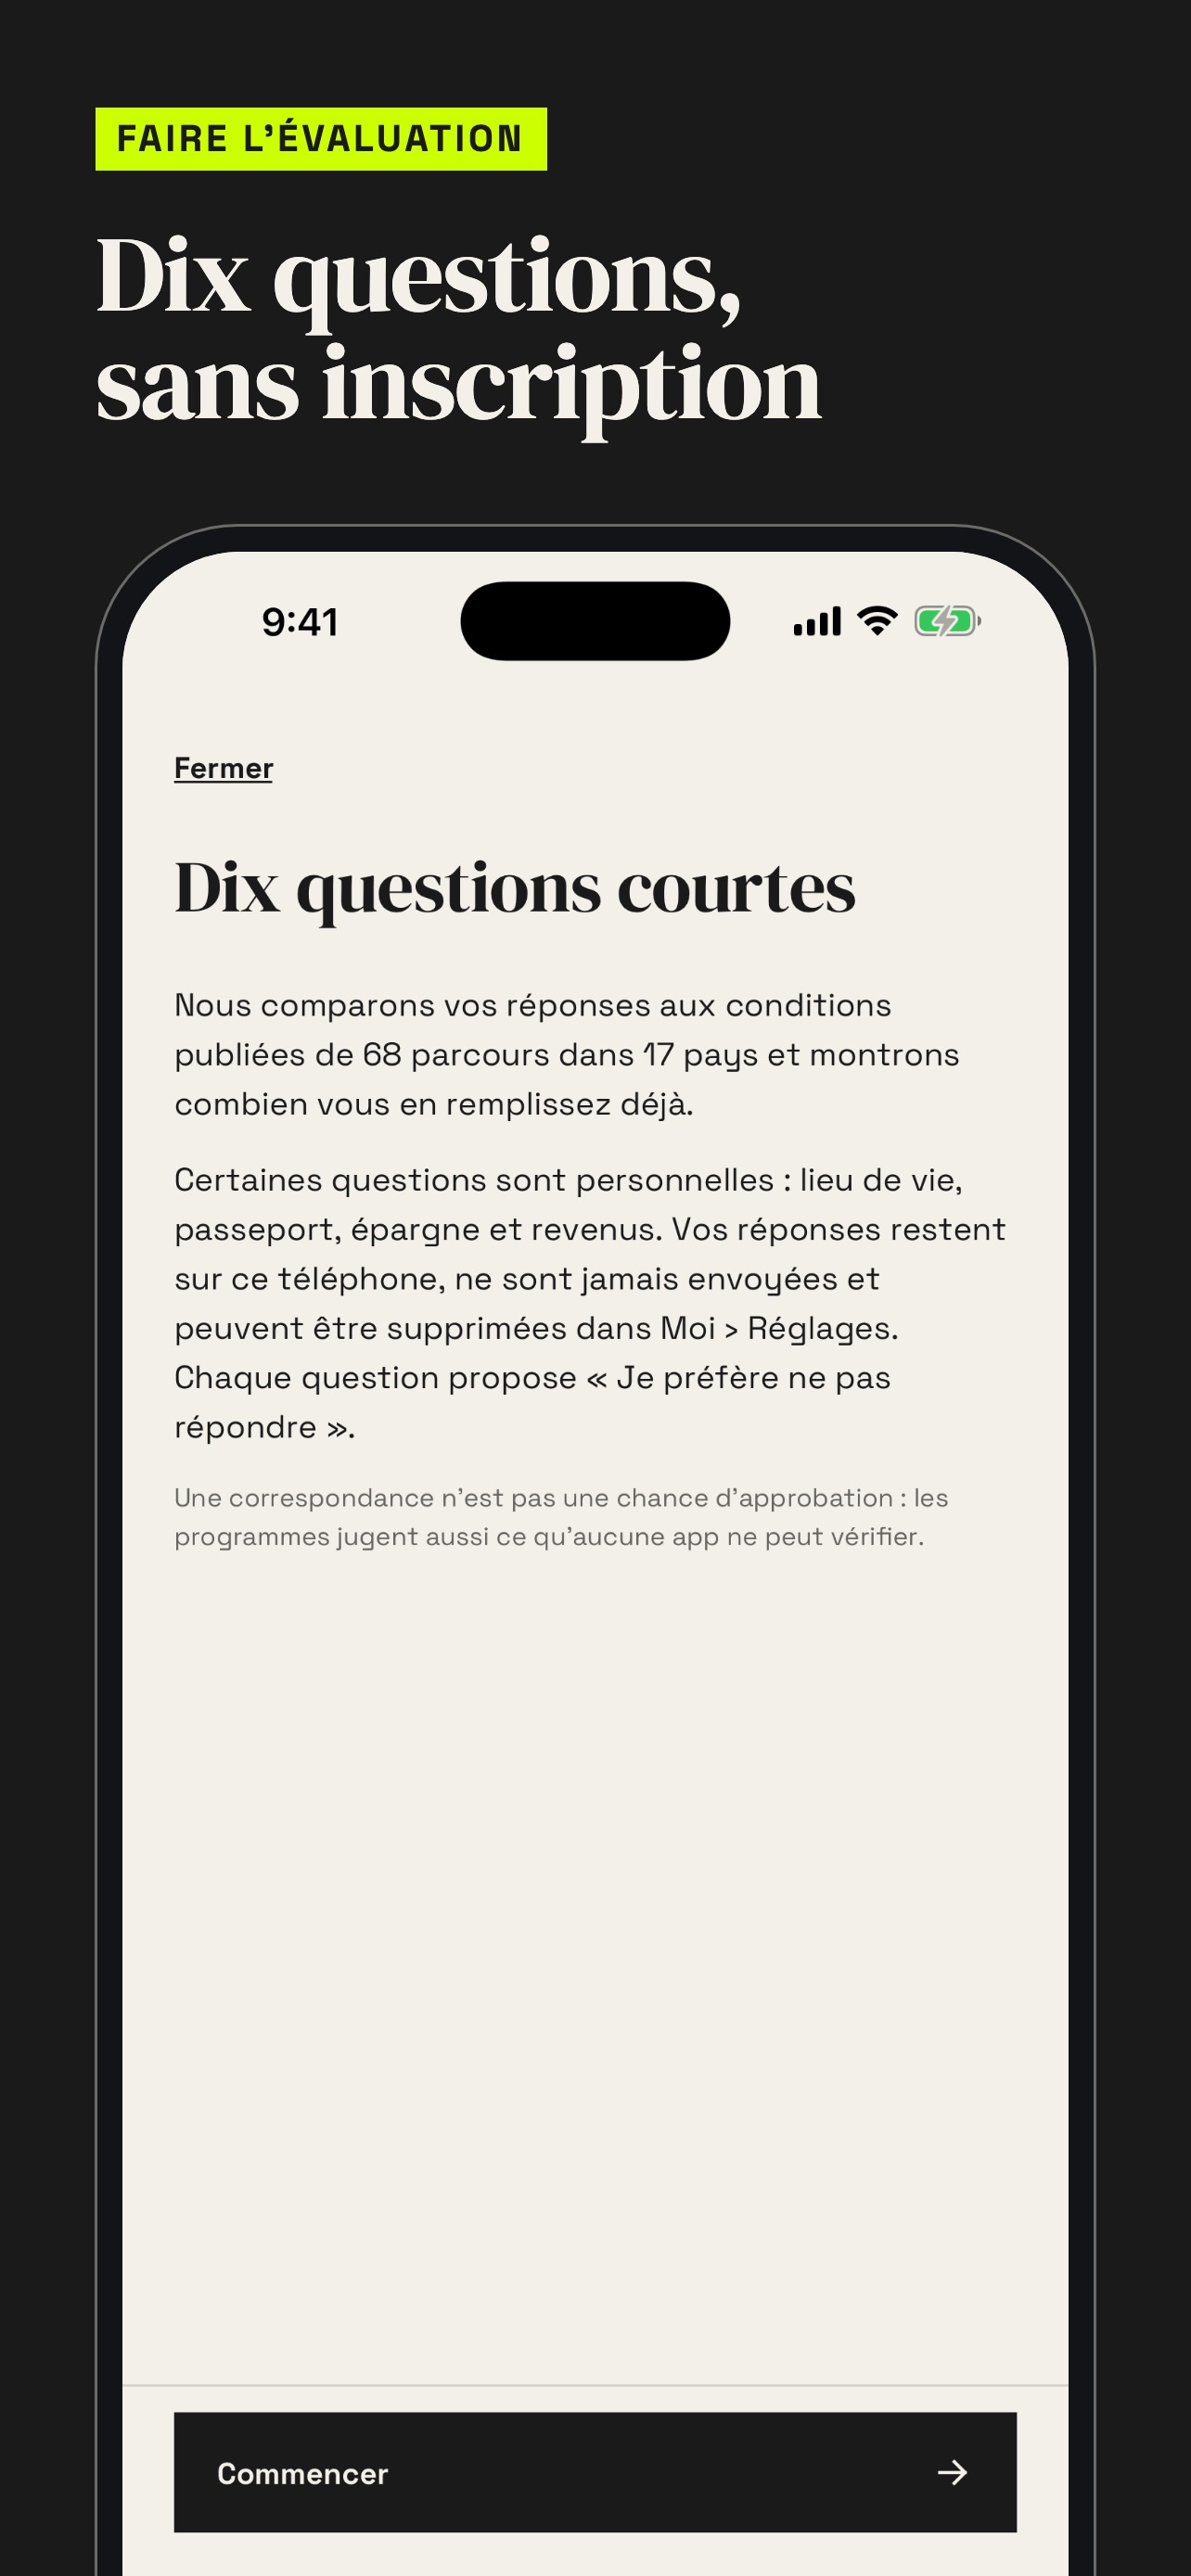 FAIRE L’ÉVALUATION
Dix questions,
sans inscription
9:41
Fermer
Dix questions courtes
Nous comparons vos réponses aux conditions
publiées de 68 parcours dans 17 pays et montrons
combien vous en remplissez déjà.
Certaines questions sont personnelles : lieu de vie,
passeport, épargne et revenus. Vos réponses restent
sur ce téléphone, ne sont jamais envoyées et
peuvent être supprimées dans Moi > Réglages.
Chaque question propose « Je préfère ne pas
répondre ».
Une correspondance n’est pas une chance d’approbation : les
programmes jugent aussi ce qu’aucune app ne peut vérifier.
Commencer